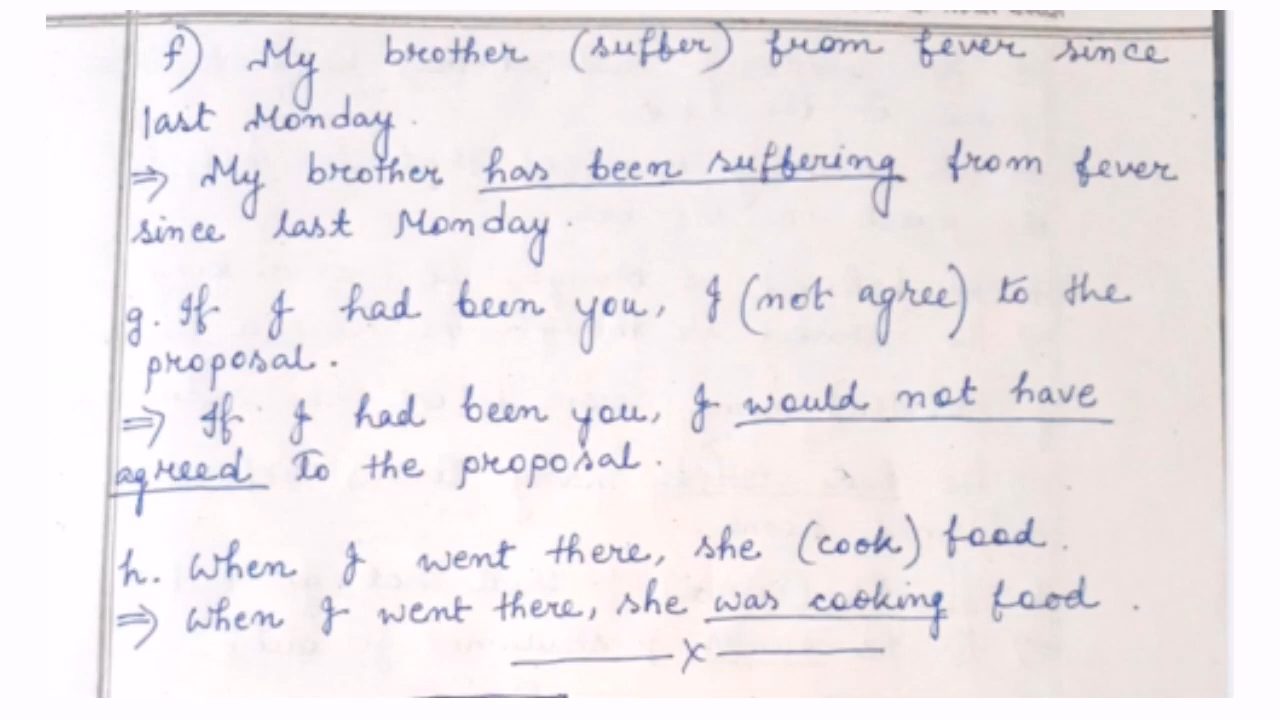 f) My brother (suffer) from fever since
last Monday.
⇒ My brother has been suffering from fever
since last Monday.
g. If I had been you, I (not agree) to the
proposal.
⇒ If I had been you, I would not have
agreed to the proposal.
h. When I went there, she (cook) food.
⇒ When I went there, she was cooking food.
x